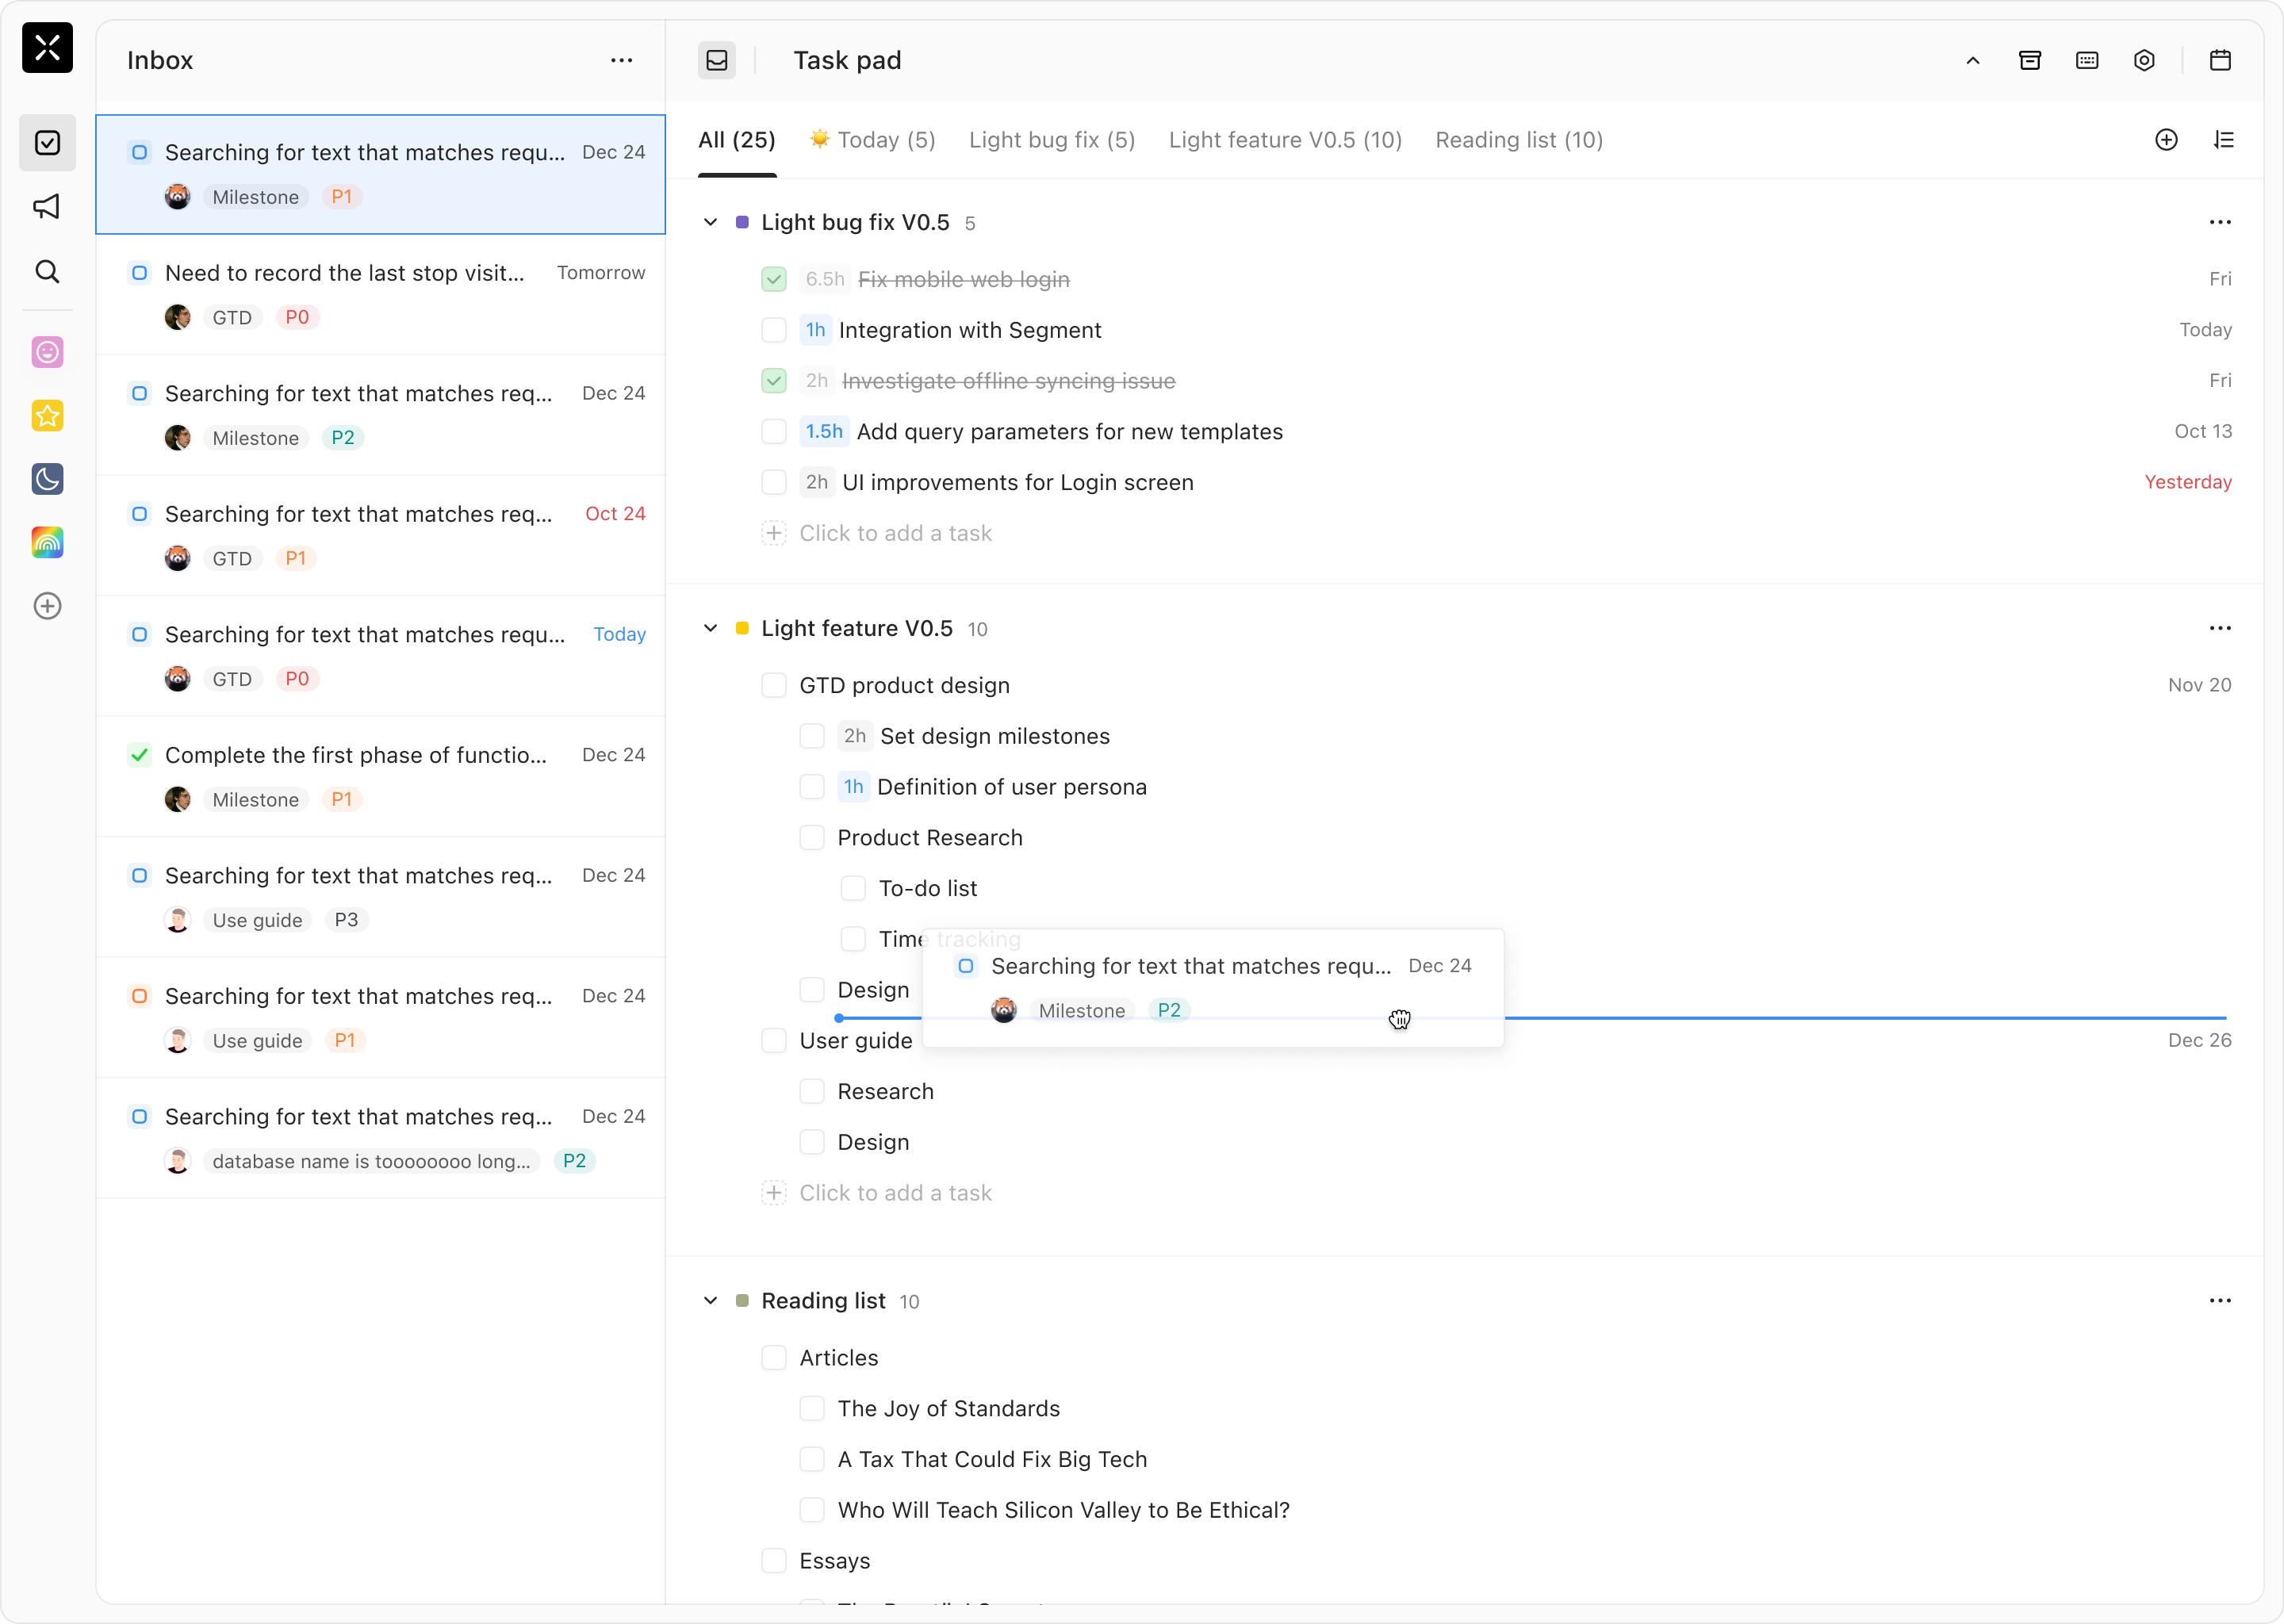 Inbox
Searching for text that matches requ... Dec 24
Milestone P1
Need to record the last stop visit... Tomorrow
GTD P0
Searching for text that matches req... Dec 24
Milestone P2
Searching for text that matches req... Oct 24
GTD P1
Searching for text that matches requ... Today
GTD P0
Complete the first phase of functio... Dec 24
Milestone P1
Searching for text that matches req... Dec 24
Use guide P3
Searching for text that matches req... Dec 24
Use guide P1
Searching for text that matches req... Dec 24
database name is toooooooo long... P2
Task pad
All (25) Today (5) Light bug fix (5) Light feature V0.5 (10) Reading list (10)
Light bug fix V0.5 5
6.5h Fix mobile web login Fri
1h Integration with Segment Today
2h Investigate offline syncing issue Fri
1.5h Add query parameters for new templates Oct 13
2h UI improvements for Login screen Yesterday
Click to add a task
Light feature V0.5 10
GTD product design Nov 20
2h Set design milestones
1h Definition of user persona
Product Research
To-do list
Time tracking
Searching for text that matches requ... Dec 24
Design
Milestone P2
User guide Dec 26
Research
Design
Click to add a task
Reading list 10
Articles
The Joy of Standards
A Tax That Could Fix Big Tech
Who Will Teach Silicon Valley to Be Ethical?
Essays